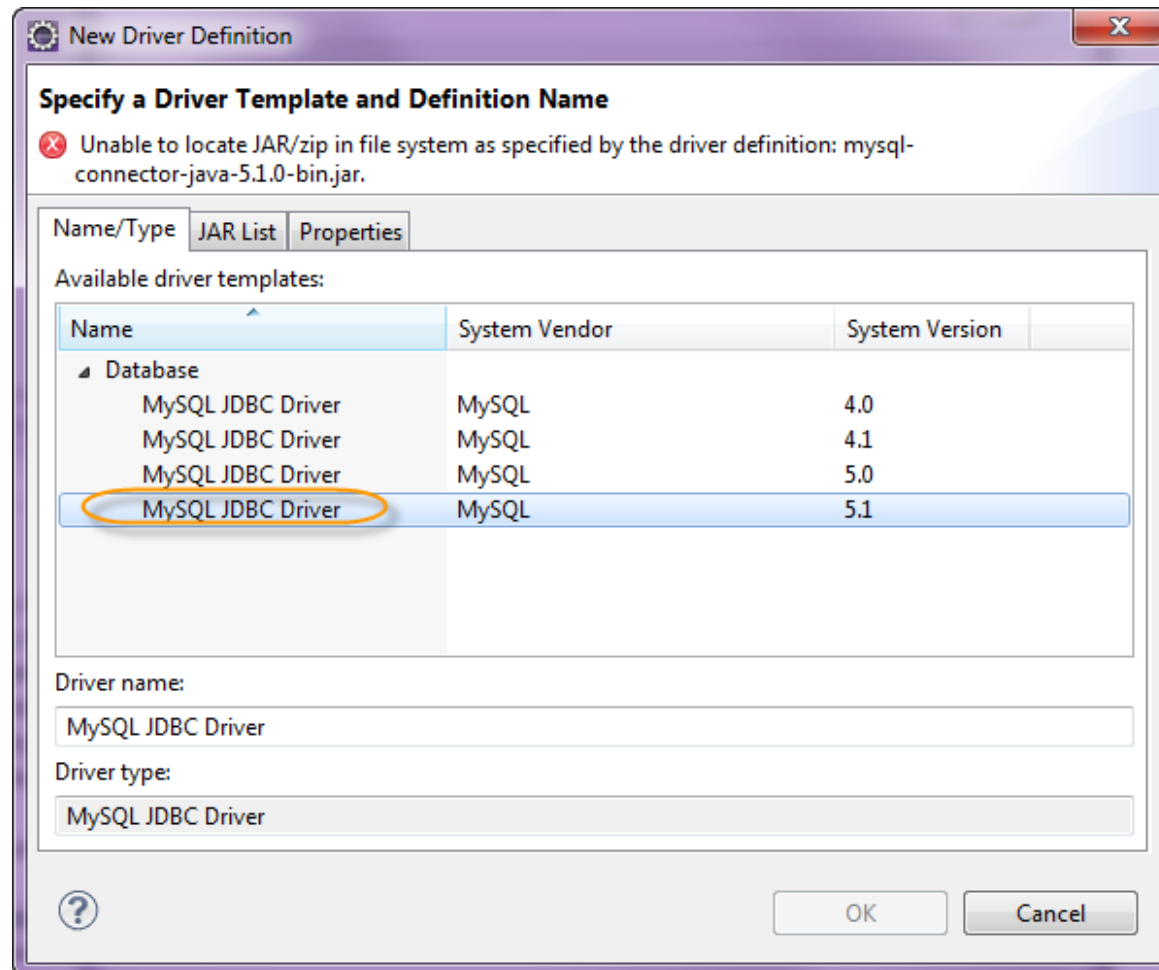 New Driver Definition
Specify a Driver Template and Definition Name
Unable to locate JAR/zip in file system as specified by the driver definition: mysql-
connector-java-5.1.0-bin.jar.
Name/Type JAR List Properties
Available driver templates:
Name System Vendor System Version
Database
MySQL JDBC Driver MySQL 4.0
MySQL JDBC Driver MySQL 4.1
MySQL JDBC Driver MySQL 5.0
MySQL JDBC Driver MySQL 5.1
Driver name:
MySQL JDBC Driver
Driver type:
MySQL JDBC Driver
? OK Cancel